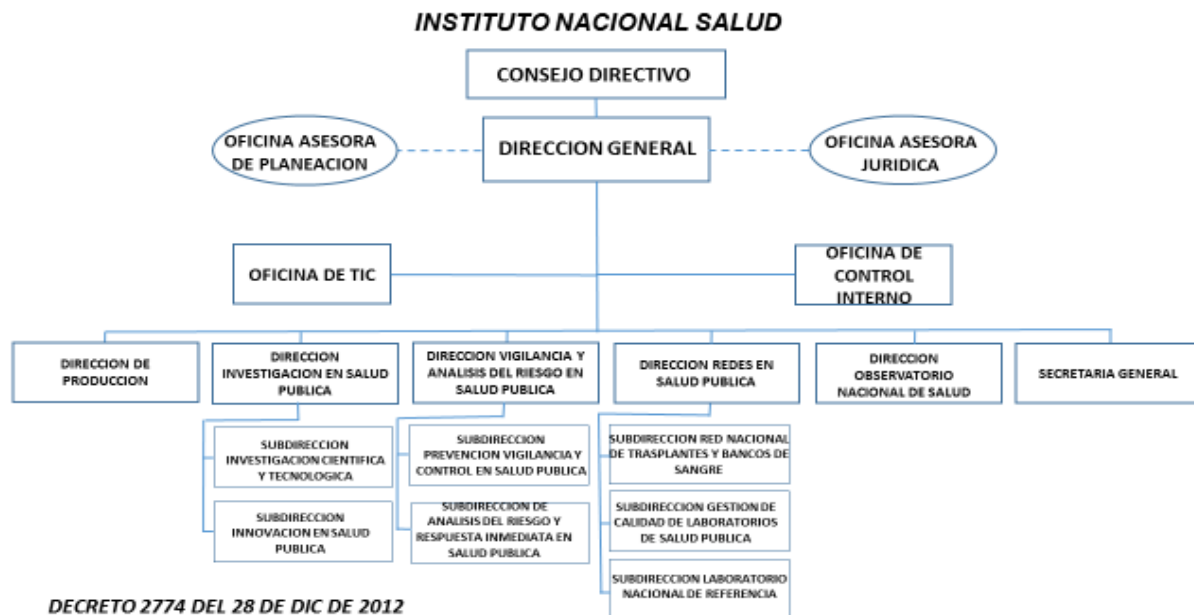 INSTITUTO NACIONAL SALUD
CONSEJO DIRECTIVO
OFICINA ASESORA
DE PLANEACION
DIRECCION GENERAL
OFICINA ASESORA
JURIDICA
OFICINA DE TIC
OFICINA DE
CONTROL
INTERNO
DIRECCION DE
PRODUCCION
DIRECCION
INVESTIGACION EN SALUD
PUBLICA
DIRECCION VIGILANCIA Y
ANALISIS DEL RIESGO EN
SALUD PUBLICA
DIRECCION REDES EN
SALUD PUBLICA
DIRECCION
OBSERVATORIO
NACIONAL DE SALUD
SECRETARIA GENERAL
SUBDIRECCION
INVESTIGACION CIENTIFICA
Y TECNOLOGICA
SUBDIRECCION
INNOVACION EN SALUD
PUBLICA
SUBDIRECCION
PREVENCION VIGILANCIA Y
CONTROL EN SALUD PUBLICA
SUBDIRECCION DE
ANALISIS DEL RIESGO Y
RESPUESTA INMEDIATA EN
SALUD PUBLICA
SUBDIRECCION RED NACIONAL
DE TRASPLANTES Y BANCOS DE
SANGRE
SUBDIRECCION GESTION DE
CALIDAD DE LABORATORIOS
DE SALUD PUBLICA
SUBDIRECCION LABORATORIO
NACIONAL DE REFERENCIA
DECRETO 2774 DEL 28 DE DIC DE 2012